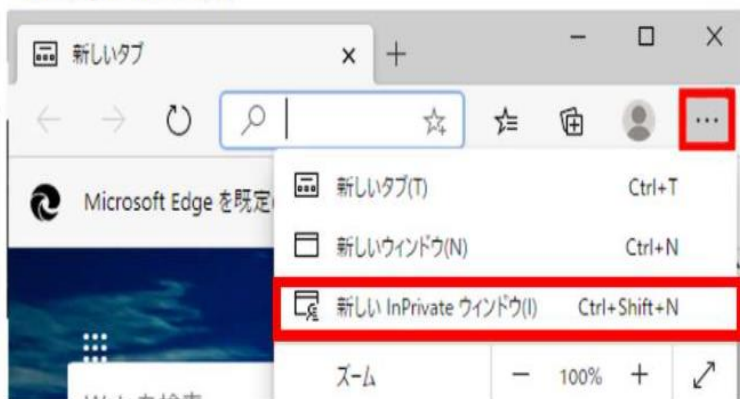 新しいタブ
Microsoft Edge を既定
新しいタブ(T) Ctrl+T
新しいウィンドウ(N) Ctrl+N
新しい InPrivate ウィンドウ(I) Ctrl+Shift+N
ズーム − 100% +